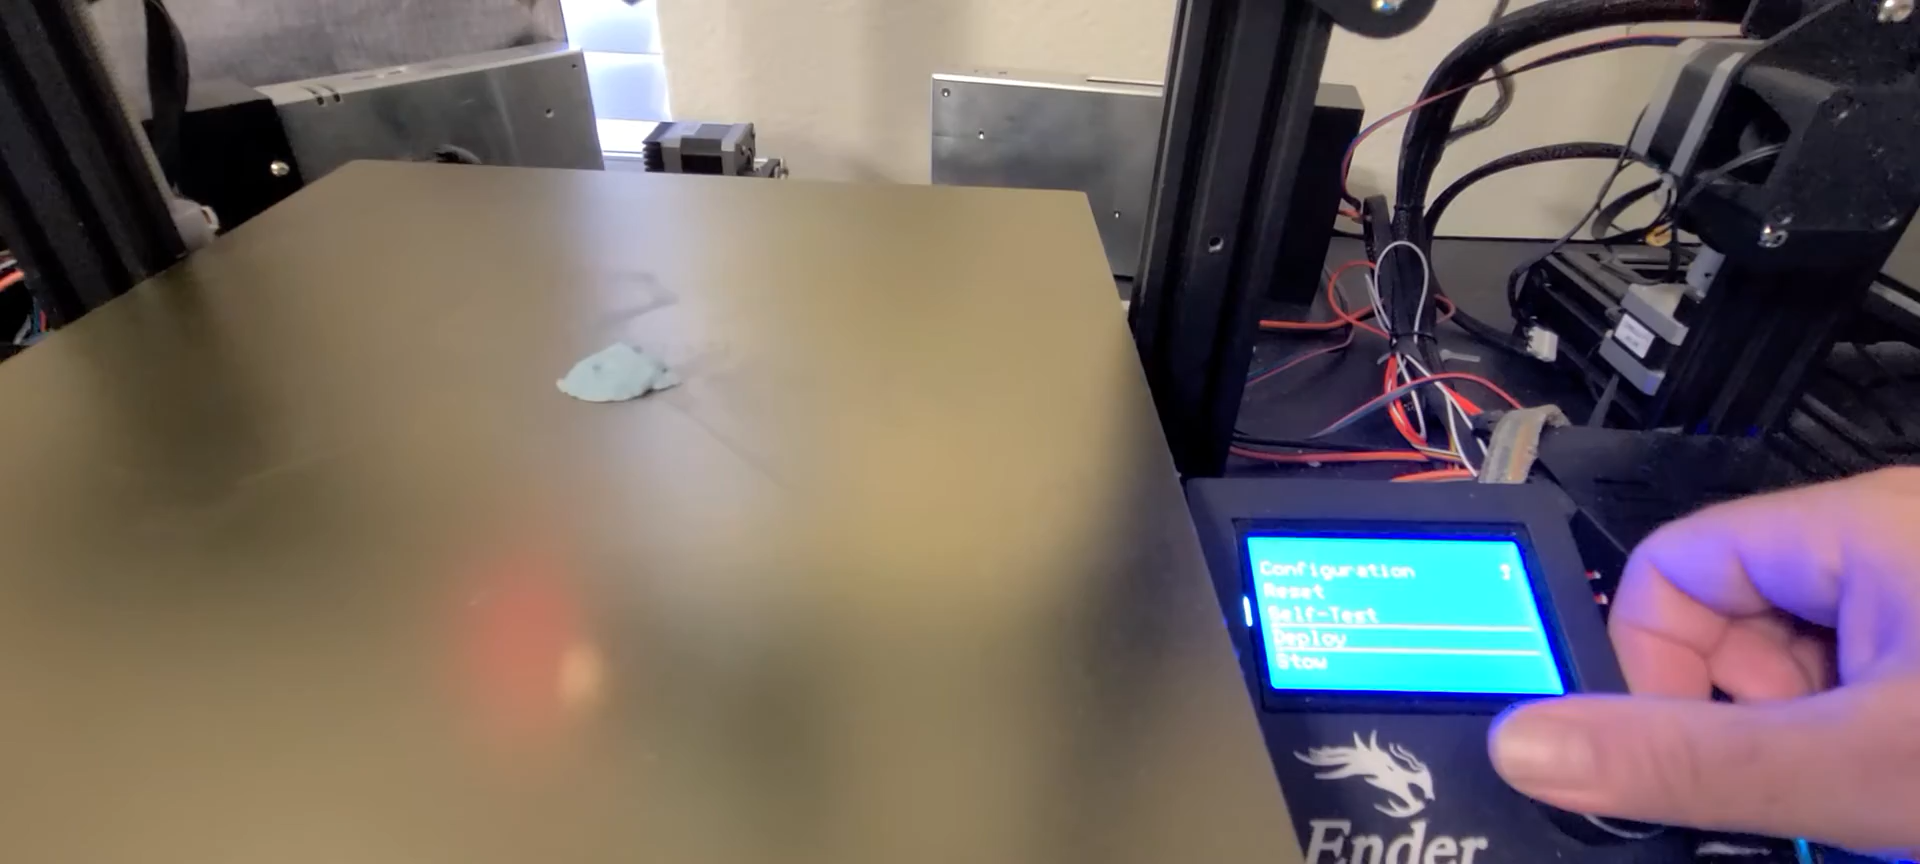 Configuration
Reset
Self-Test
Deploy
Stow
Ender